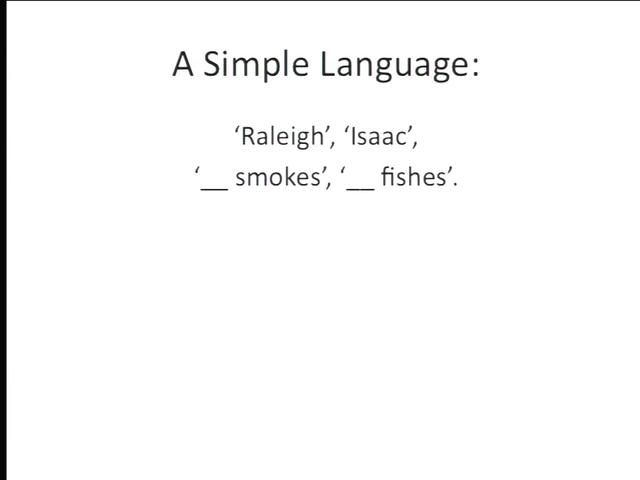 A Simple Language:
‘Raleigh’, ‘Isaac’,
‘__ smokes’, ‘__ fishes’.